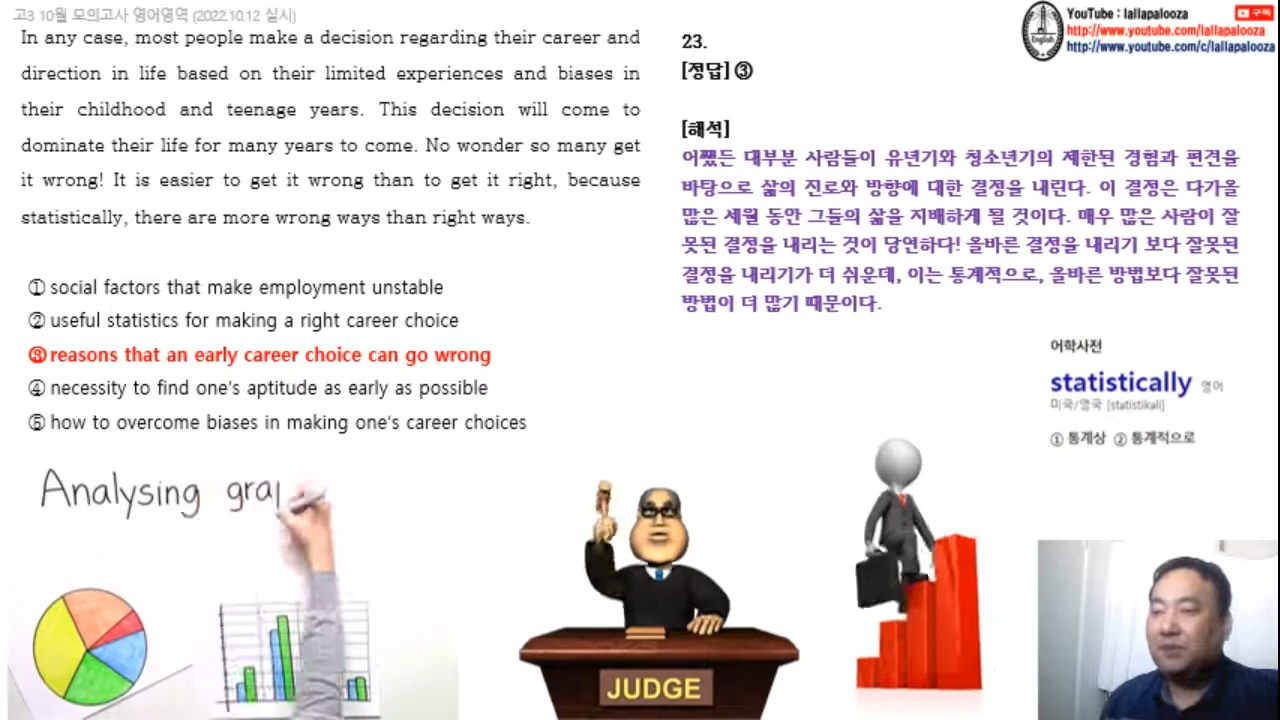 고3 10월 모의고사 영어영역 (2022.10.12 실시)
In any case, most people make a decision regarding their career and
direction in life based on their limited experiences and biases in
their childhood and teenage years. This decision will come to
dominate their life for many years to come. No wonder so many get
it wrong! It is easier to get it wrong than to get it right, because
statistically, there are more wrong ways than right ways.
① social factors that make employment unstable
② useful statistics for making a right career choice
③ reasons that an early career choice can go wrong
④ necessity to find one's aptitude as early as possible
⑤ how to overcome biases in making one's career choices
Analysing gra
23.
[정답] ③
[해석]
어쨌든 대부분 사람들이 유년기와 청소년기의 제한된 경험과 편견을
바탕으로 삶의 진로와 방향에 대한 결정을 내린다. 이 결정은 다가올
많은 세월 동안 그들의 삶을 지배하게 될 것이다. 매우 많은 사람이 잘
못된 결정을 내리는 것이 당연하다! 올바른 결정을 내리기 보다 잘못된
결정을 내리기가 더 쉬운데, 이는 통계적으로, 올바른 방법보다 잘못된
방법이 더 많기 때문이다.
English
YouTube : lallapalooza
구독
http://www.youtube.com/lallapalooza
http://www.youtube.com/c/lallapalooza
어학사전
statistically 영어
미국/영국 [statistikəli]
① 통계상 ② 통계적으로
JUDGE